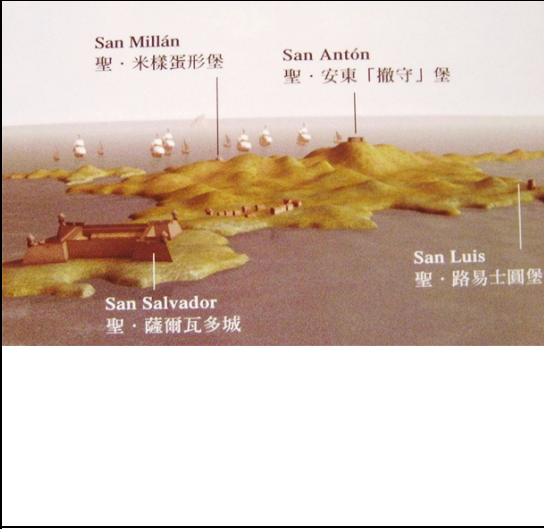 San Millán
聖·米樣蛋形堡
San Antón
聖·安東「撤守」堡
San Luis
聖·路易士圓堡
San Salvador
聖·薩爾瓦多城